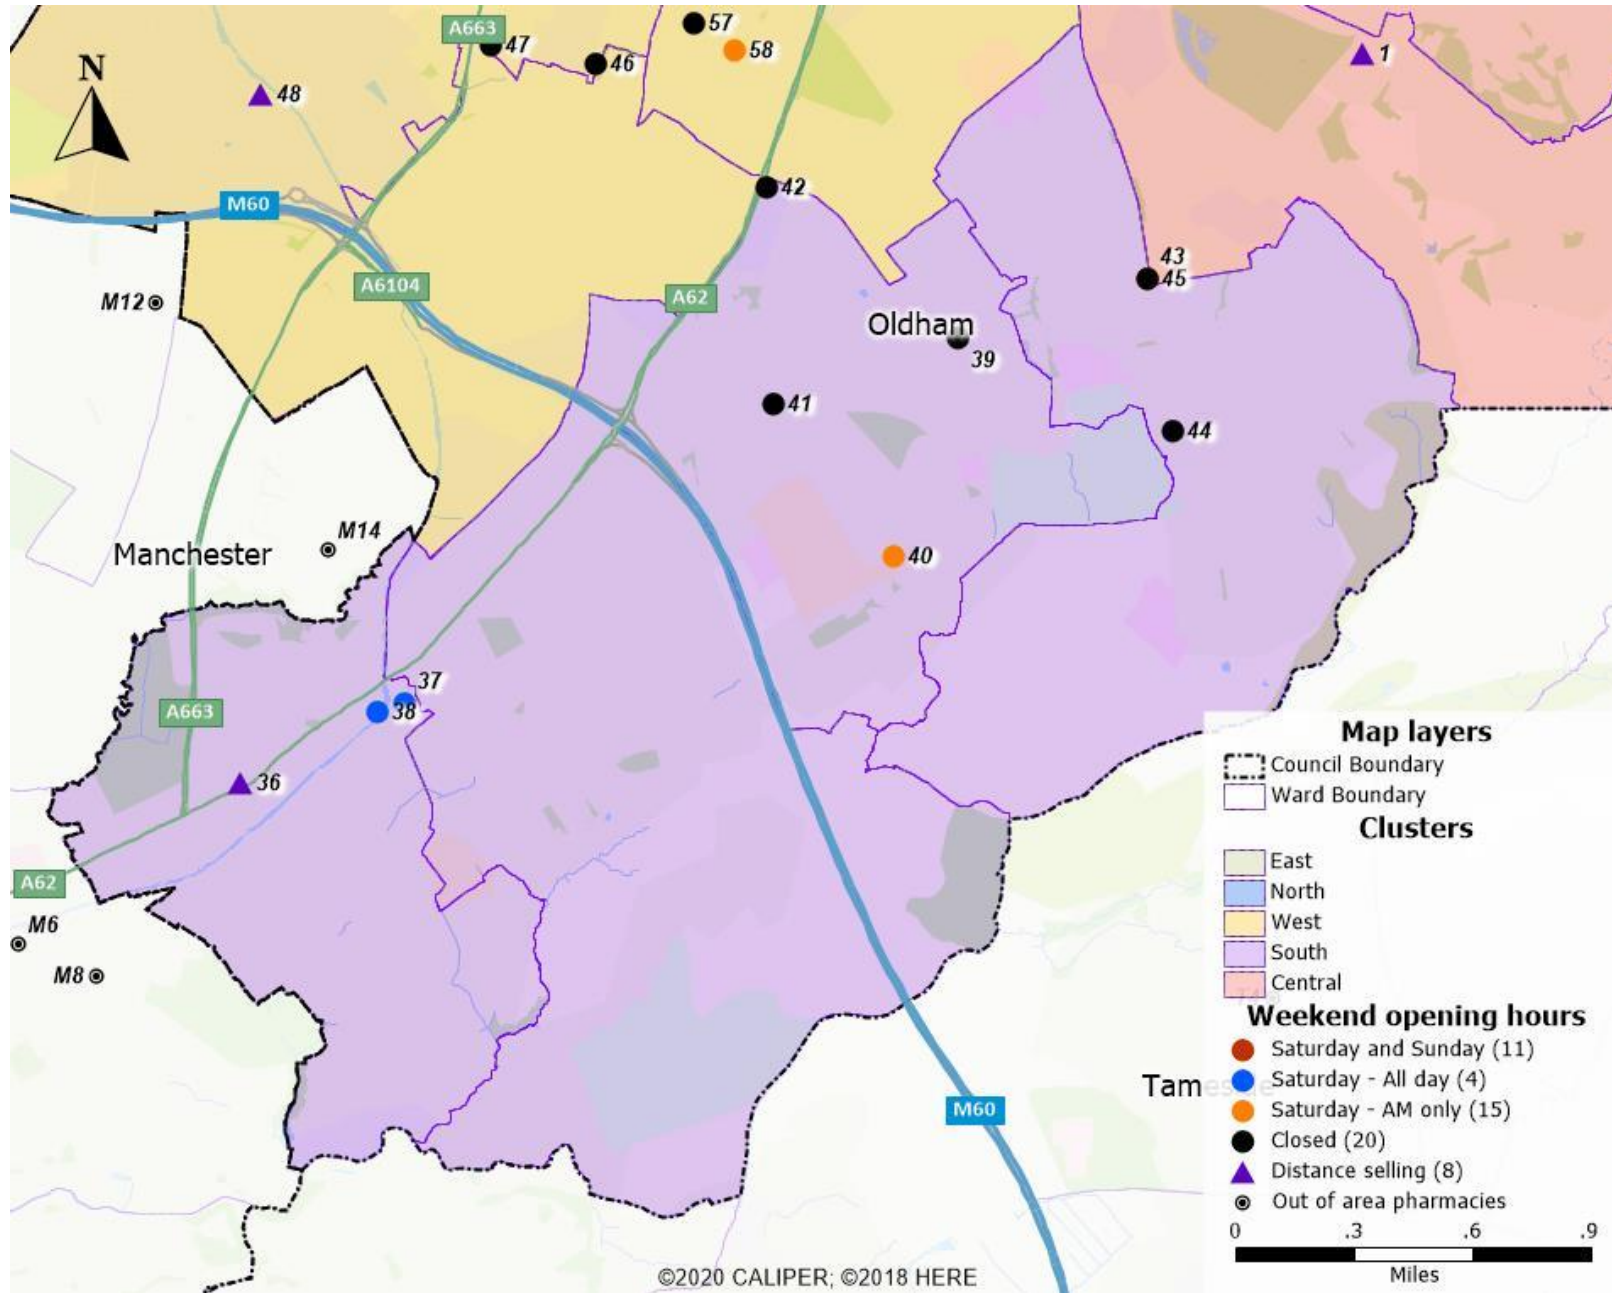 A663
57
47
58
46
1
N
48
42
M60
43
45
A6104
A62
M12
Oldham
39
41
44
M14
Manchester
40
37
38
A663
36
A62
M6
M8
Tameside
M60
Map layers
Council Boundary
Ward Boundary
Clusters
East
North
West
South
Central
Weekend opening hours
Saturday and Sunday (11)
Saturday - All day (4)
Saturday - AM only (15)
Closed (20)
Distance selling (8)
Out of area pharmacies
0 .3 .6 .9
Miles
©2020 CALIPER; ©2018 HERE